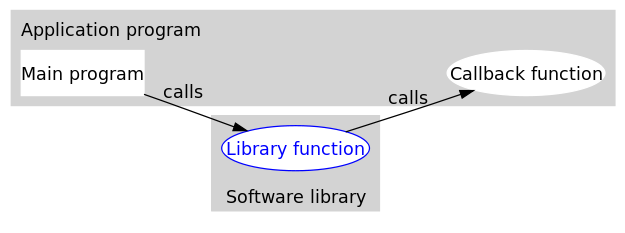 Application program
Main program
Callback function
calls
calls
Library function
Software library